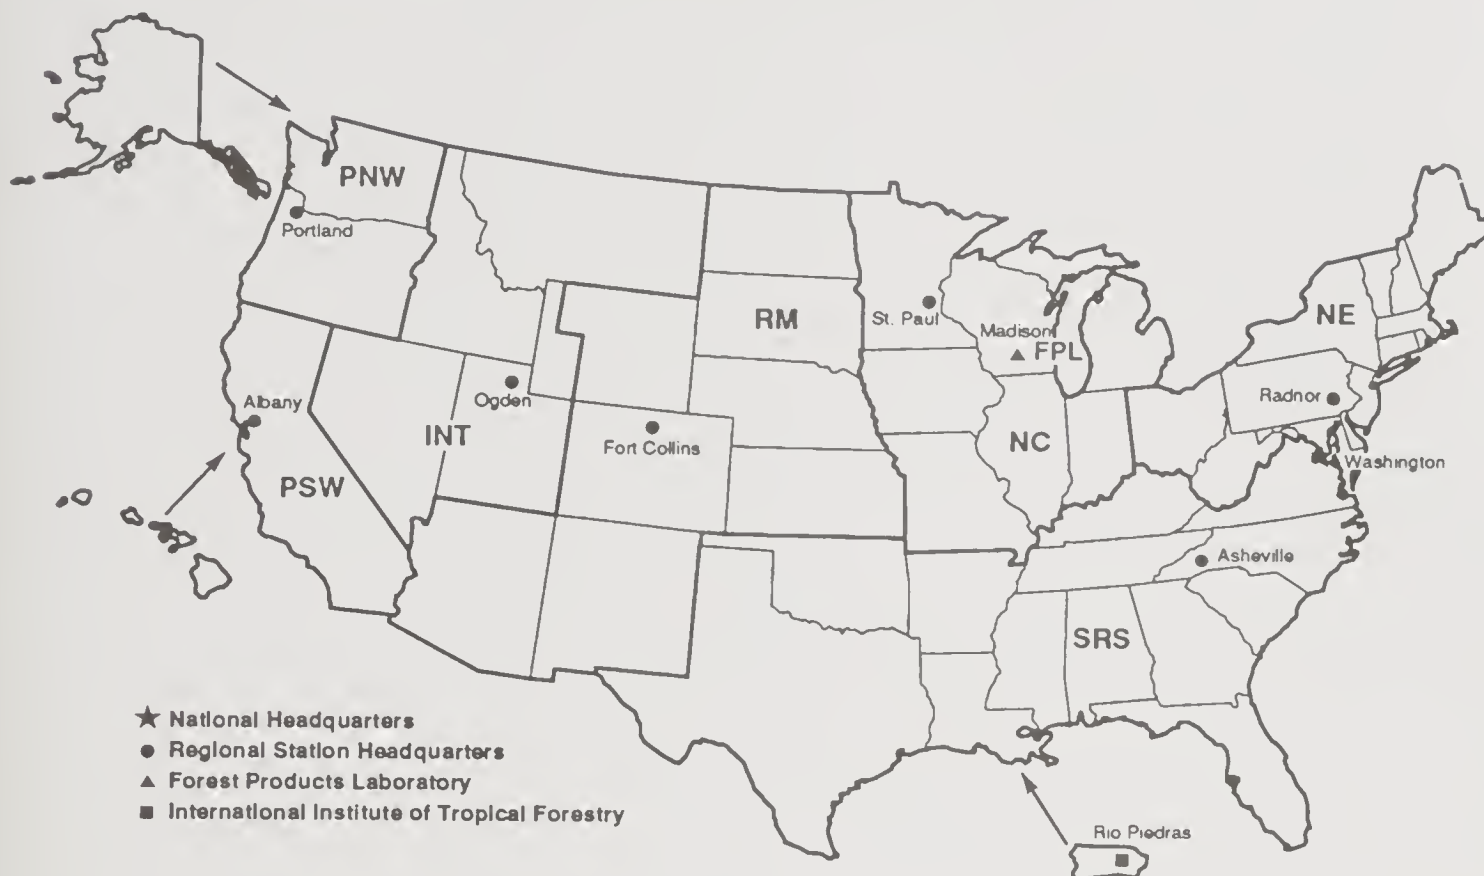 PNW
Portland
RM
St. Paul
Madison
FPL
NE
Albany
Ogden
Radnor
INT
Fort Collins
NC
Washington
PSW
Asheville
SRS
National Headquarters
Regional Station Headquarters
Forest Products Laboratory
International Institute of Tropical Forestry
Rio Piedras